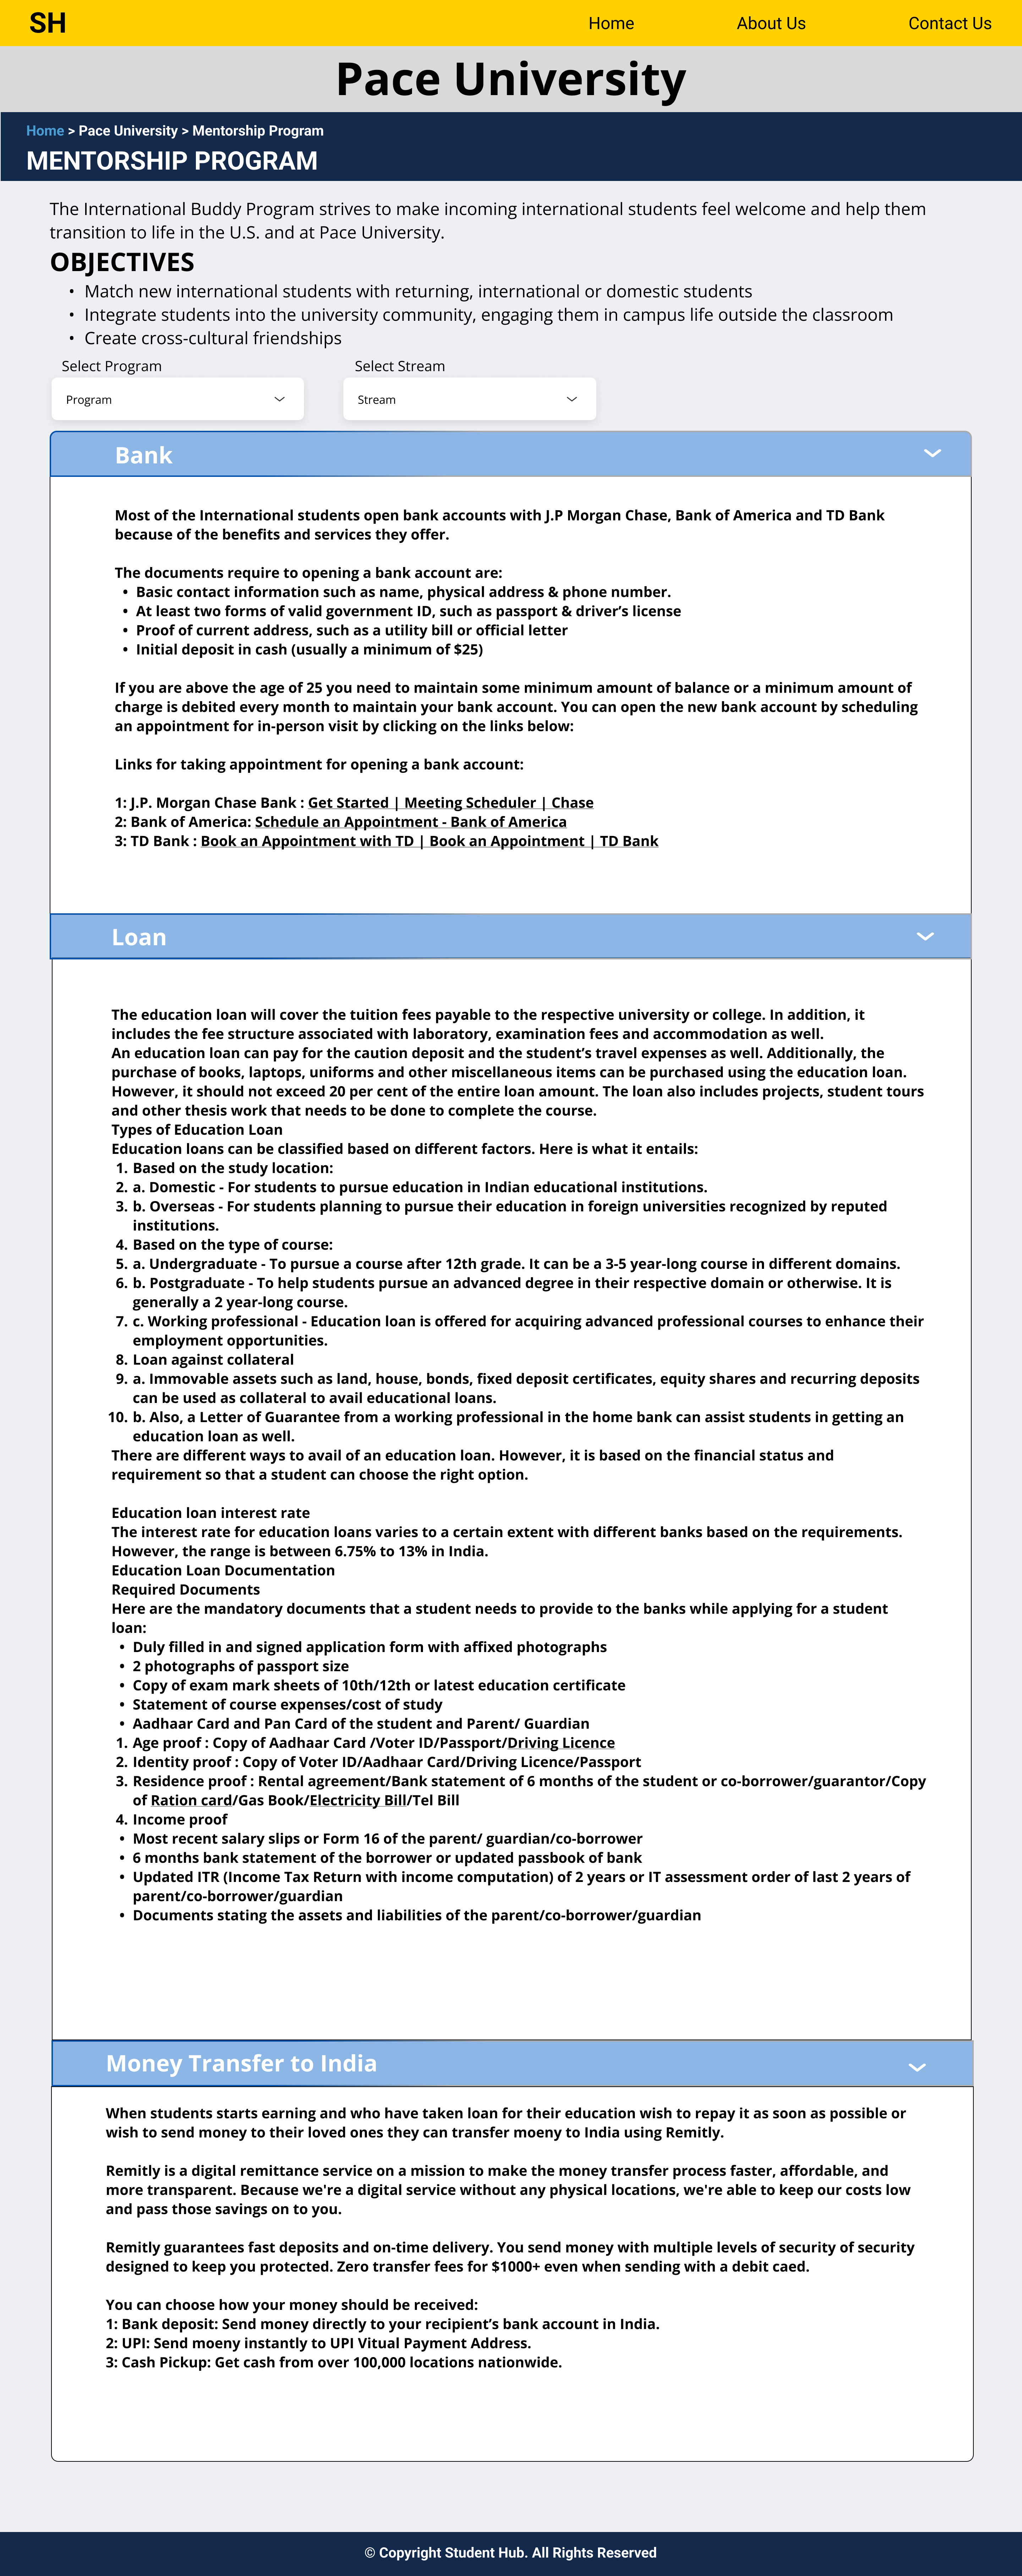 SH
Home
About Us
Contact Us
Pace University
Home > Pace University > Mentorship Program
MENTORSHIP PROGRAM
The International Buddy Program strives to make incoming international students feel welcome and help them
transition to life in the U.S. and at Pace University.
OBJECTIVES
• Match new international students with returning, international or domestic students
• Integrate students into the university community, engaging them in campus life outside the classroom
• Create cross-cultural friendships
Select Program
Select Stream
Program
Stream
Bank
Most of the International students open bank accounts with J.P Morgan Chase, Bank of America and TD Bank
because of the benefits and services they offer.
The documents require to opening a bank account are:
• Basic contact information such as name, physical address & phone number.
• At least two forms of valid government ID, such as passport & driver’s license
• Proof of current address, such as a utility bill or official letter
• Initial deposit in cash (usually a minimum of $25)
If you are above the age of 25 you need to maintain some minimum amount of balance or a minimum amount of
charge is debited every month to maintain your bank account. You can open the new bank account by scheduling
an appointment for in-person visit by clicking on the links below:
Links for taking appointment for opening a bank account:
1: J.P. Morgan Chase Bank : Get Started | Meeting Scheduler | Chase
2: Bank of America: Schedule an Appointment - Bank of America
3: TD Bank : Book an Appointment with TD | Book an Appointment | TD Bank
Loan
The education loan will cover the tuition fees payable to the respective university or college. In addition, it
includes the fee structure associated with laboratory, examination fees and accommodation as well.
An education loan can pay for the caution deposit and the student’s travel expenses as well. Additionally, the
purchase of books, laptops, uniforms and other miscellaneous items can be purchased using the education loan.
However, it should not exceed 20 per cent of the entire loan amount. The loan also includes projects, student tours
and other thesis work that needs to be done to complete the course.
Types of Education Loan
Education loans can be classified based on different factors. Here is what it entails:
1. Based on the study location:
2. a. Domestic - For students to pursue education in Indian educational institutions.
3. b. Overseas - For students planning to pursue their education in foreign universities recognized by reputed
institutions.
4. Based on the type of course:
5. a. Undergraduate - To pursue a course after 12th grade. It can be a 3-5 year-long course in different domains.
6. b. Postgraduate - To help students pursue an advanced degree in their respective domain or otherwise. It is
generally a 2 year-long course.
7. c. Working professional - Education loan is offered for acquiring advanced professional courses to enhance their
employment opportunities.
8. Loan against collateral
9. a. Immovable assets such as land, house, bonds, fixed deposit certificates, equity shares and recurring deposits
can be used as collateral to avail educational loans.
10. b. Also, a Letter of Guarantee from a working professional in the home bank can assist students in getting an
education loan as well.
There are different ways to avail of an education loan. However, it is based on the financial status and
requirement so that a student can choose the right option.
Education loan interest rate
The interest rate for education loans varies to a certain extent with different banks based on the requirements.
However, the range is between 6.75% to 13% in India.
Education Loan Documentation
Required Documents
Here are the mandatory documents that a student needs to provide to the banks while applying for a student
loan:
• Duly filled in and signed application form with affixed photographs
• 2 photographs of passport size
• Copy of exam mark sheets of 10th/12th or latest education certificate
• Statement of course expenses/cost of study
• Aadhaar Card and Pan Card of the student and Parent/ Guardian
1. Age proof : Copy of Aadhaar Card /Voter ID/Passport/Driving Licence
2. Identity proof : Copy of Voter ID/Aadhaar Card/Driving Licence/Passport
3. Residence proof : Rental agreement/Bank statement of 6 months of the student or co-borrower/guarantor/Copy
of Ration card/Gas Book/Electricity Bill/Tel Bill
4. Income proof
• Most recent salary slips or Form 16 of the parent/ guardian/co-borrower
• 6 months bank statement of the borrower or updated passbook of bank
• Updated ITR (Income Tax Return with income computation) of 2 years or IT assessment order of last 2 years of
parent/co-borrower/guardian
• Documents stating the assets and liabilities of the parent/co-borrower/guardian
Money Transfer to India
When students starts earning and who have taken loan for their education wish to repay it as soon as possible or
wish to send money to their loved ones they can transfer moeny to India using Remitly.
Remitly is a digital remittance service on a mission to make the money transfer process faster, affordable, and
more transparent. Because we're a digital service without any physical locations, we're able to keep our costs low
and pass those savings on to you.
Remitly guarantees fast deposits and on-time delivery. You send money with multiple levels of security of security
designed to keep you protected. Zero transfer fees for $1000+ even when sending with a debit caed.
You can choose how your money should be received:
1: Bank deposit: Send money directly to your recipient’s bank account in India.
2: UPI: Send moeny instantly to UPI Vitual Payment Address.
3: Cash Pickup: Get cash from over 100,000 locations nationwide.
© Copyright Student Hub. All Rights Reserved